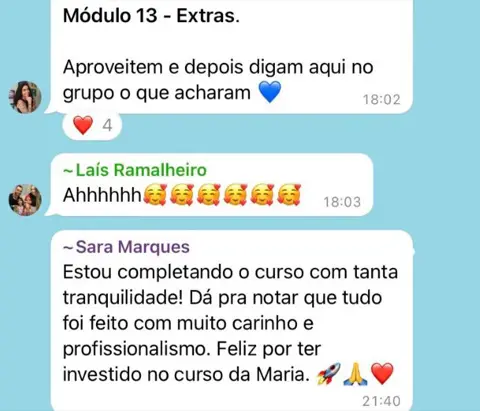 Módulo 13 - Extras.
Aproveitem e depois digam aqui no
grupo o que acharam 💙
18:02
❤️ 4
~Laís Ramalheiro
Ahhhhhh🥰🥰🥰🥰🥰🥰
18:03
~Sara Marques
Estou completando o curso com tanta
tranquilidade! Dá pra notar que tudo
foi feito com muito carinho e
profissionalismo. Feliz por ter
investido no curso da Maria. 🚀🙏❤️
21:40